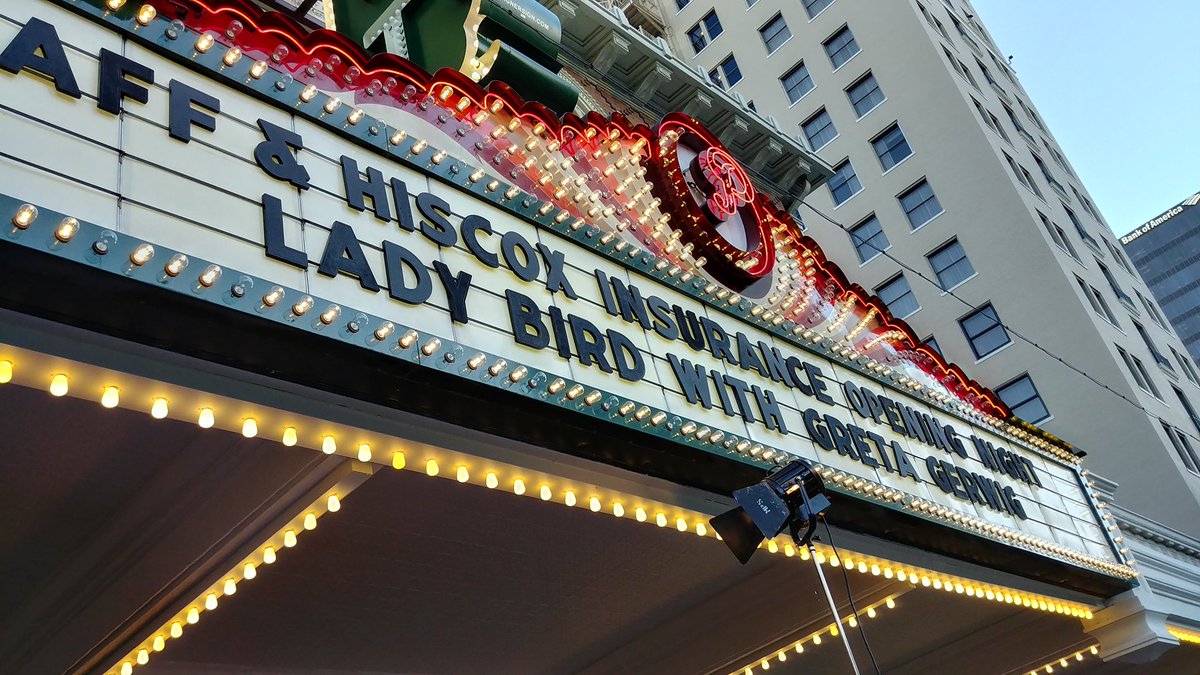 AFF & HISCOX INSURANCE OPENING NIGHT
LADY BIRD WITH GRETA GERWIG
Bank of America